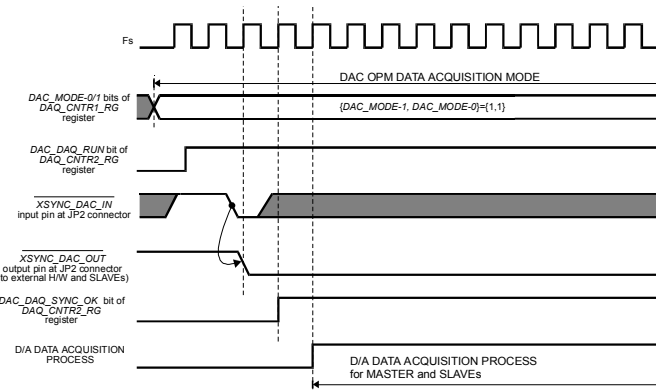 Fs
DAC OPM DATA ACQUISITION MODE
DAC_MODE-0/1 bits of
DAQ_CNTR1_RG
register
{DAC_MODE-1, DAC_MODE-0}={1,1}
DAC_DAQ_RUN bit of
DAQ_CNTR2_RG
register
XSYNC_DAC_IN
input pin at JP2 connector
XSYNC_DAC_OUT
output pin at JP2 connector
to external H/W and SLAVEs)
DAC_DAQ_SYNC_OK bit of
DAQ_CNTR2_RG
register
D/A DATA ACQUISITION
PROCESS
D/A DATA ACQUISITION PROCESS
for MASTER and SLAVEs